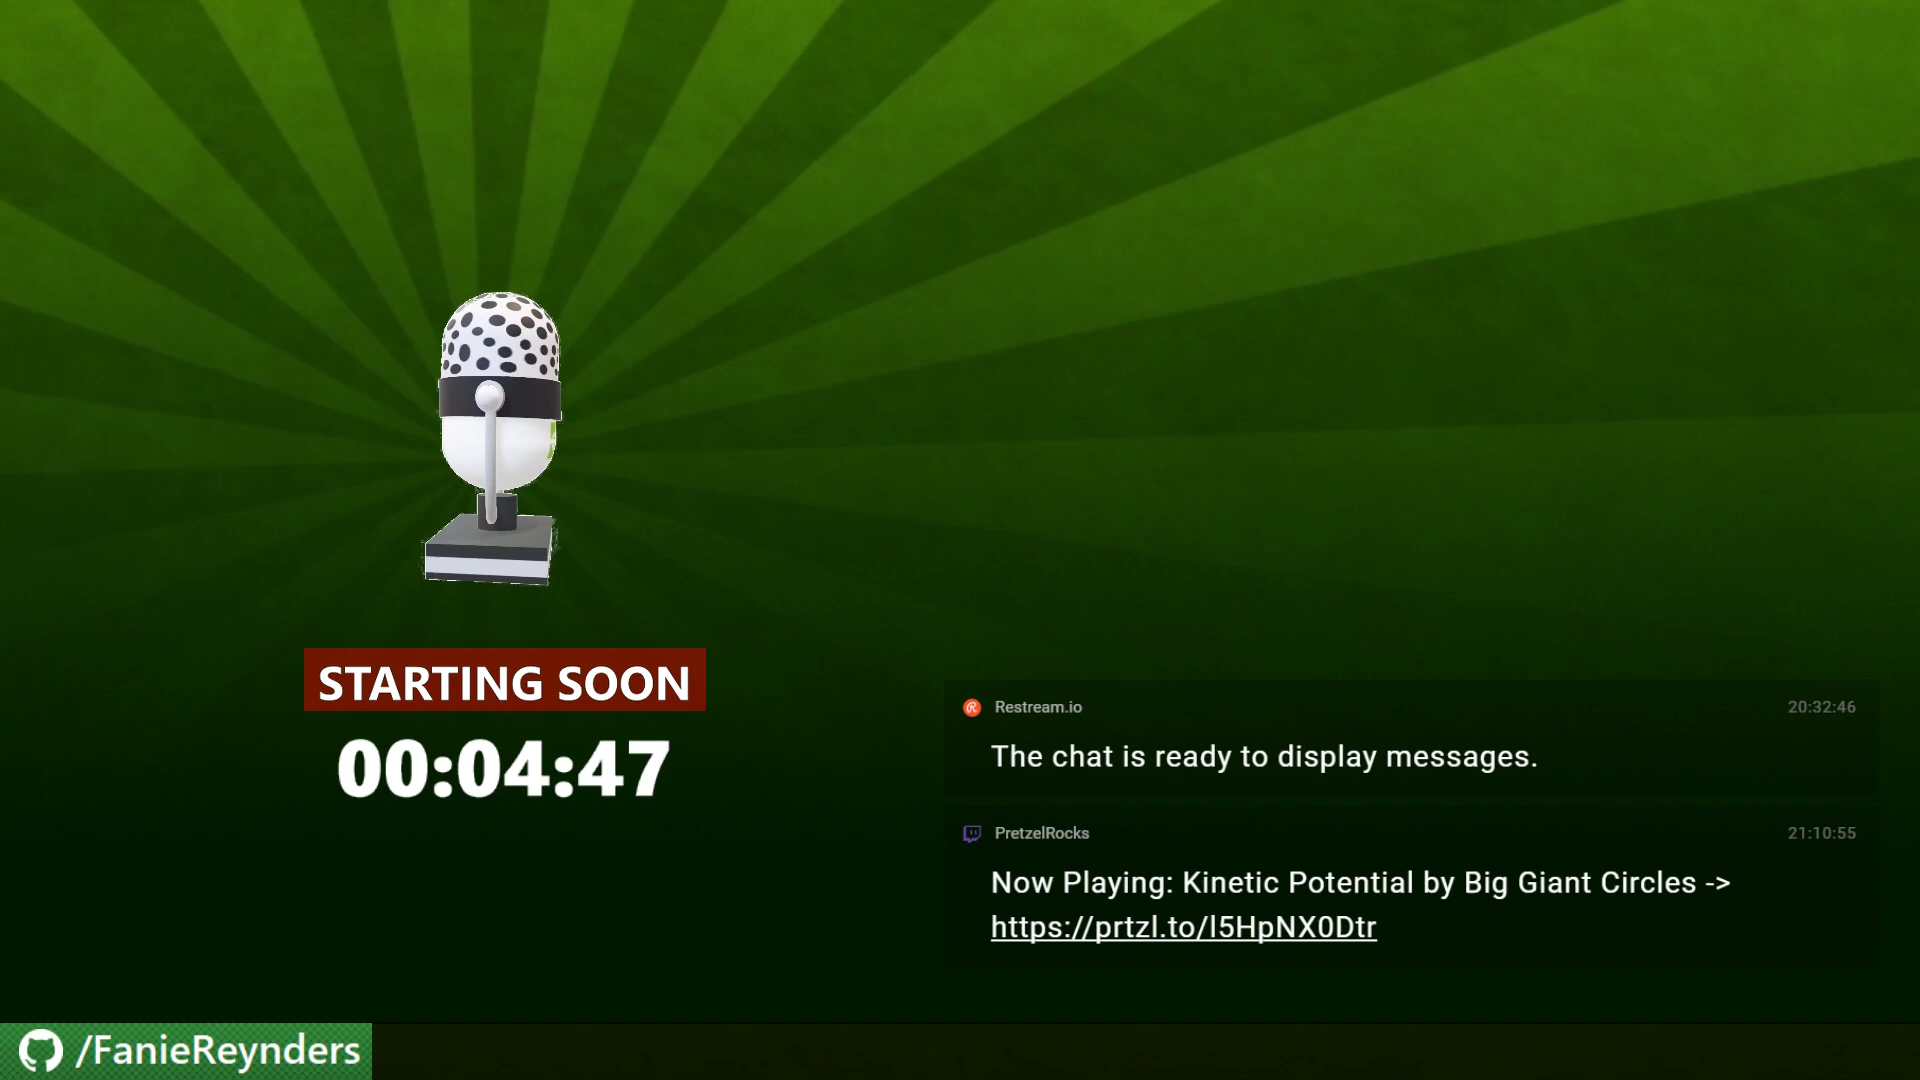 STARTING SOON
00:04:47
Restream.io 20:32:46
The chat is ready to display messages.
PretzelRocks 21:10:55
Now Playing: Kinetic Potential by Big Giant Circles ->
https://prtzl.to/l5HpNX0Dtr
/FanieReynders